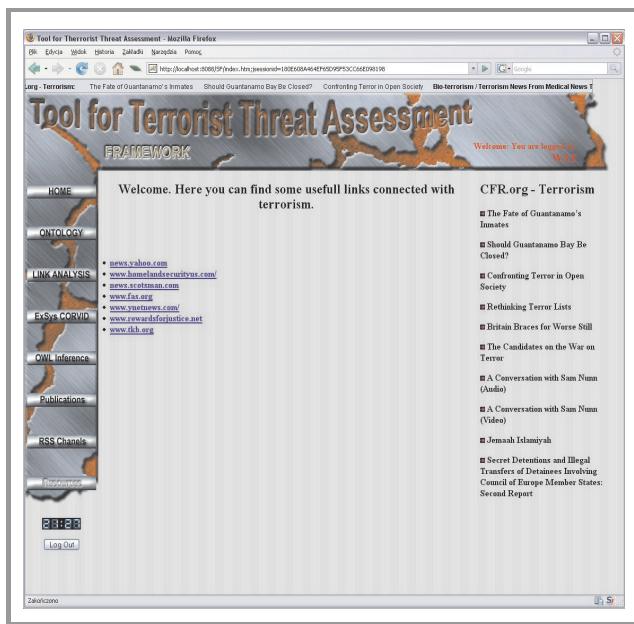 Tool for Therrorist Threat Assessment - Mozilla Firefox
Plik Edycja Widok Historia Zakładki Narzędzia Pomoc
http://localhost:8088/SF/index.htm;jsessionid=180E608A464EF65D95F53CC66E098198
Google
.org - Terrorism: The Fate of Guantanamo's Inmates Should Guantanamo Bay Be Closed? Confronting Terror in Open Society Bio-terrorism / Terrorism News From Medical News T
Tool for Terrorist Threat Assessment
FRAMEWORK
Welcome: You are logged
HOME
ONTOLOGY
LINK ANALYSIS
ExSys CORVID
OWL Inference
Publications
RSS Chanels
Resources
21:27
Log Out
Welcome. Here you can find some usefull links connected with
terrorism.
news.yahoo.com
www.homelandsecurityus.com/
news.scotsman.com
www.fas.org
www.ynetnews.com/
www.rewardsforjustice.net
www.tkb.org
CFR.org - Terrorism
The Fate of Guantanamo's
Inmates
Should Guantanamo Bay Be
Closed?
Confronting Terror in Open
Society
Rethinking Terror Lists
Britain Braces for Worse Still
The Candidates on the War on
Terror
A Conversation with Sam Nunn
(Audio)
A Conversation with Sam Nunn
(Video)
Jemaah Islamiyah
Secret Detentions and Illegal
Transfers of Detainees Involving
Council of Europe Member States:
Second Report
Zakończono